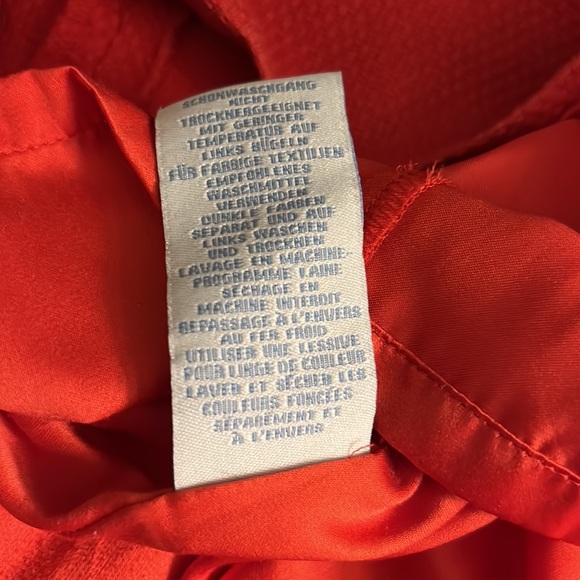 SCHONWASCHGANG
NICHT
TROCKNERGEEIGNET
MIT GERINGER
TEMPERATUR AUF
LINKS BÜGELN
FÜR FARBIGE TEXTILIEN
EMPFOHLENES
WASCHMITTEL
VERWENDEN
DUNKLE FARBEN
SEPARAT UND AUF
LINKS WASCHEN
UND TROCKNEN
LAVAGE EN MACHINE-
PROGRAMME LAINE
SECHAGE EN
MACHINE INTERDIT
REPASSAGE À L'ENVERS
AU FER FROID
UTILISER UNE LESSIVE
POUR LINGE DE COULEUR
LAVER ET SÉCHER LES
COULEURS FONCÉES
SÉPAREMENT ET
À L'ENVERS